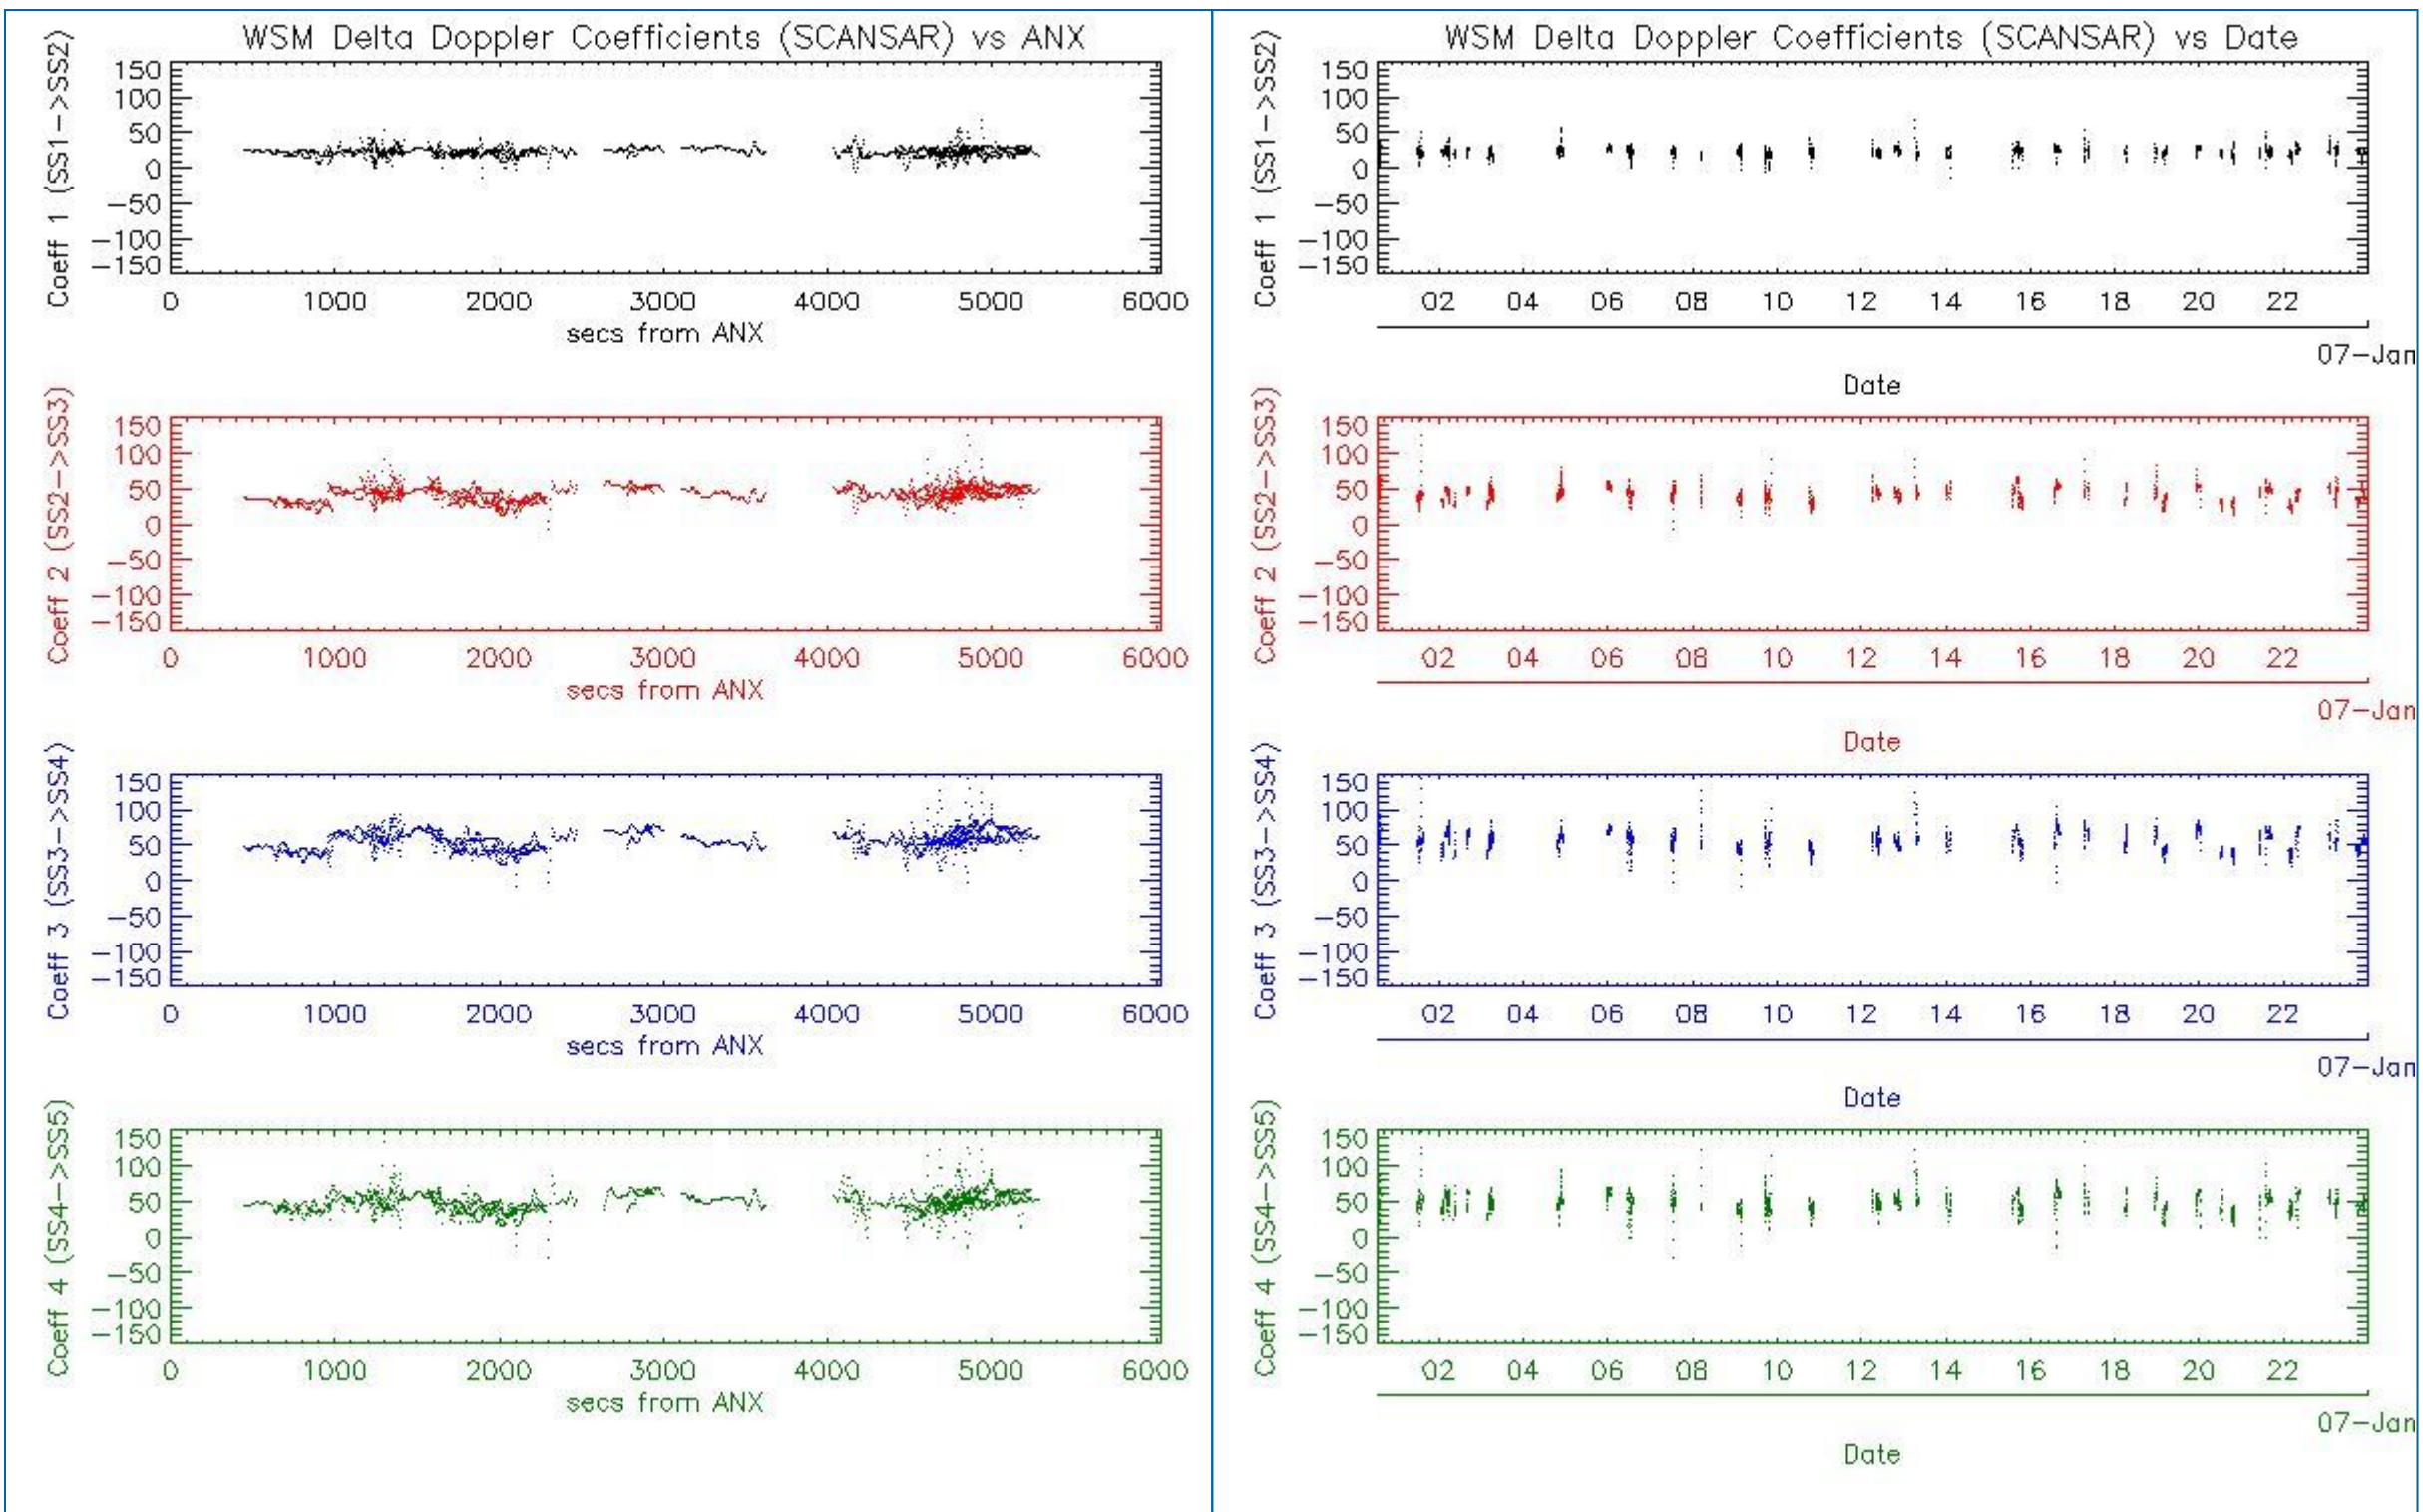 WSM Delta Doppler Coefficients (SCANSAR) vs ANX
Coeff 1 (SS1->SS2)
150
100
50
0
-50
-100
-150
0 1000 2000 3000 4000 5000 6000
secs from ANX
Coeff 2 (SS2->SS3)
150
100
50
0
-50
-100
-150
0 1000 2000 3000 4000 5000 6000
secs from ANX
Coeff 3 (SS3->SS4)
150
100
50
0
-50
-100
-150
0 1000 2000 3000 4000 5000 6000
secs from ANX
Coeff 4 (SS4->SS5)
150
100
50
0
-50
-100
-150
0 1000 2000 3000 4000 5000 6000
secs from ANX
WSM Delta Doppler Coefficients (SCANSAR) vs Date
Coeff 1 (SS1->SS2)
150
100
50
0
-50
-100
-150
02 04 06 08 10 12 14 16 18 20 22
07-Jan
Date
Coeff 2 (SS2->SS3)
150
100
50
0
-50
-100
-150
02 04 06 08 10 12 14 16 18 20 22
07-Jan
Date
Coeff 3 (SS3->SS4)
150
100
50
0
-50
-100
-150
02 04 06 08 10 12 14 16 18 20 22
07-Jan
Date
Coeff 4 (SS4->SS5)
150
100
50
0
-50
-100
-150
02 04 06 08 10 12 14 16 18 20 22
07-Jan
Date